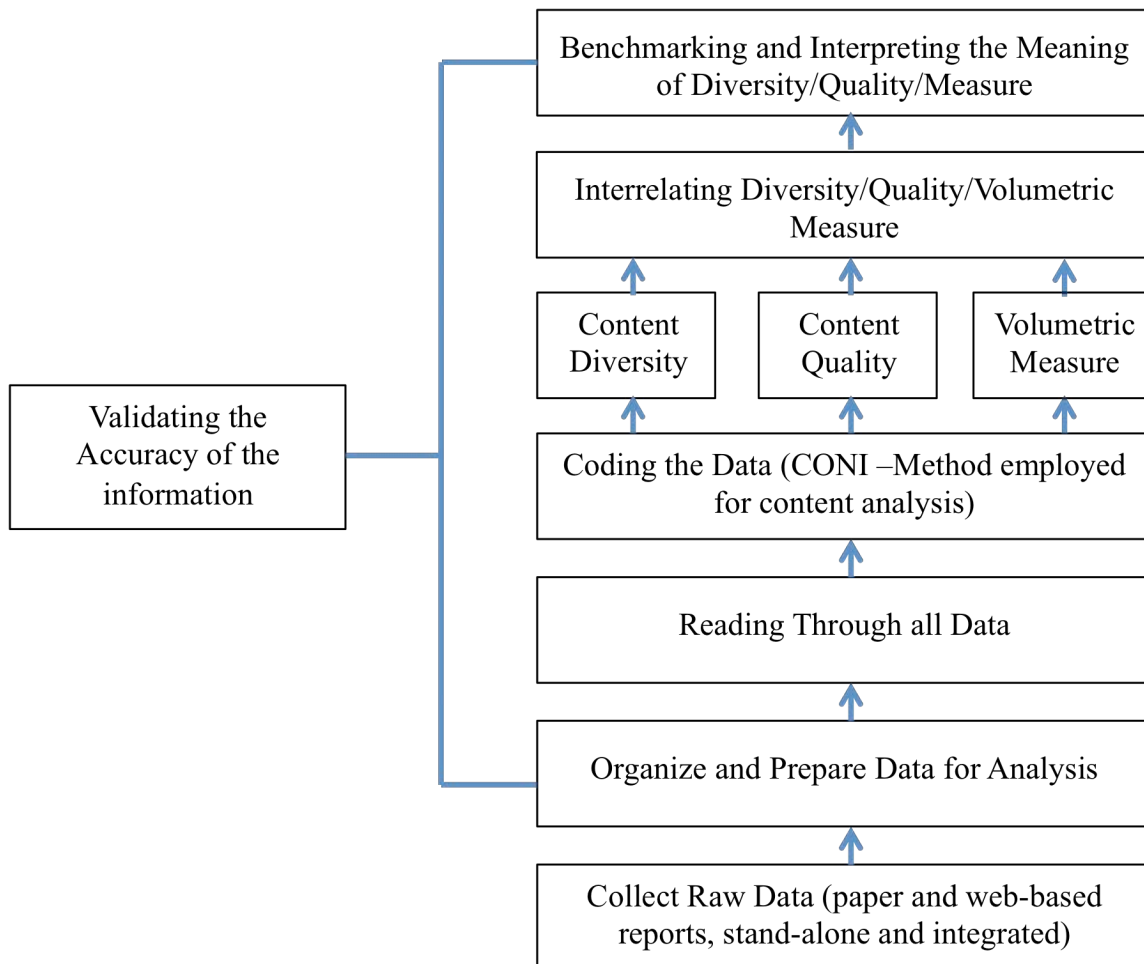 Benchmarking and Interpreting the Meaning
of Diversity/Quality/Measure
Interrelating Diversity/Quality/Volumetric
Measure
Content
Diversity
Content
Quality
Volumetric
Measure
Validating the
Accuracy of the
information
Coding the Data (CONI –Method employed
for content analysis)
Reading Through all Data
Organize and Prepare Data for Analysis
Collect Raw Data (paper and web-based
reports, stand-alone and integrated)